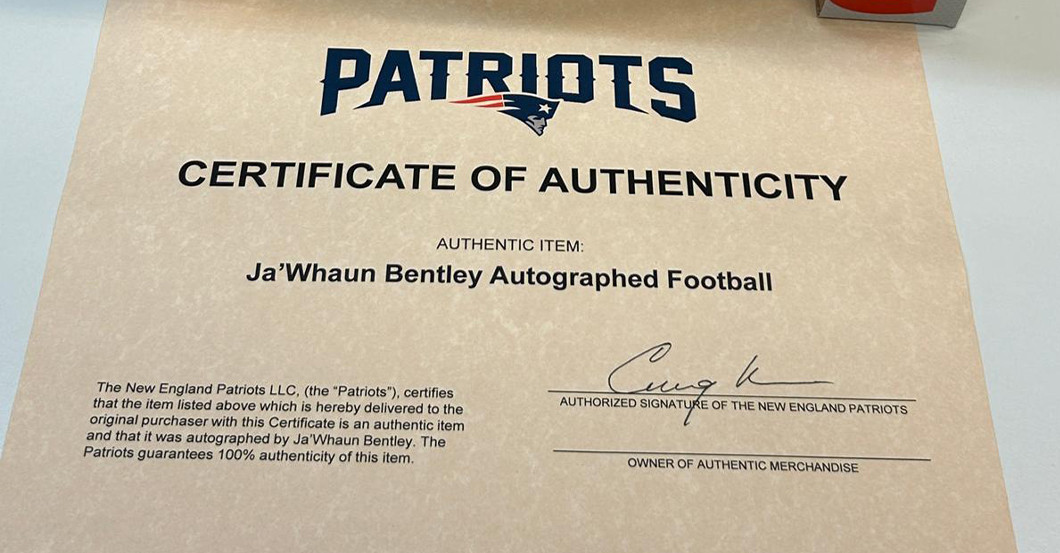 PATRIOTS
CERTIFICATE OF AUTHENTICITY
AUTHENTIC ITEM:
Ja’Whaun Bentley Autographed Football
The New England Patriots LLC, (the “Patriots”), certifies
that the item listed above which is hereby delivered to the
original purchaser with this Certificate is an authentic item
and that it was autographed by Ja’Whaun Bentley. The
Patriots guarantees 100% authenticity of this item.
AUTHORIZED SIGNATURE OF THE NEW ENGLAND PATRIOTS
OWNER OF AUTHENTIC MERCHANDISE